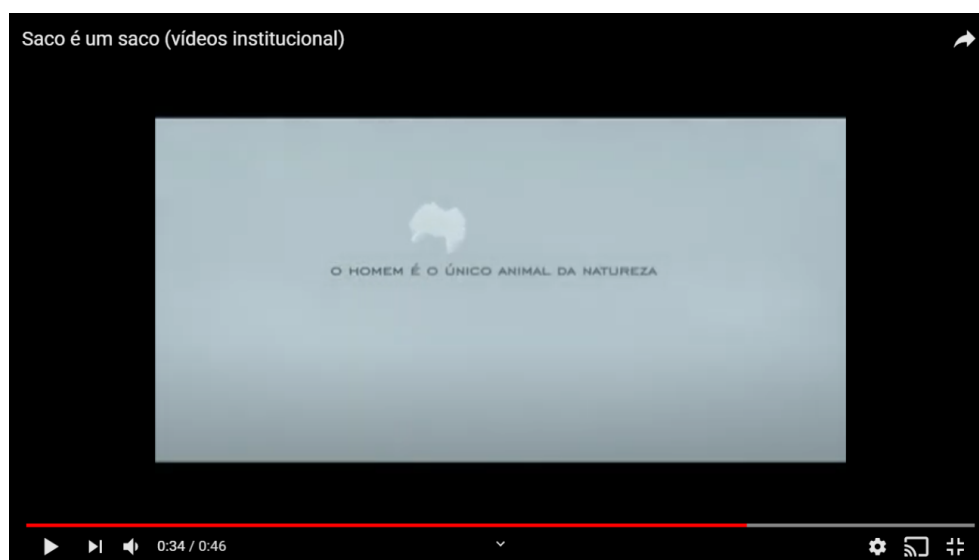 Saco é um saco (vídeos institucional)
O HOMEM É O ÚNICO ANIMAL DA NATUREZA
0:34 / 0:46